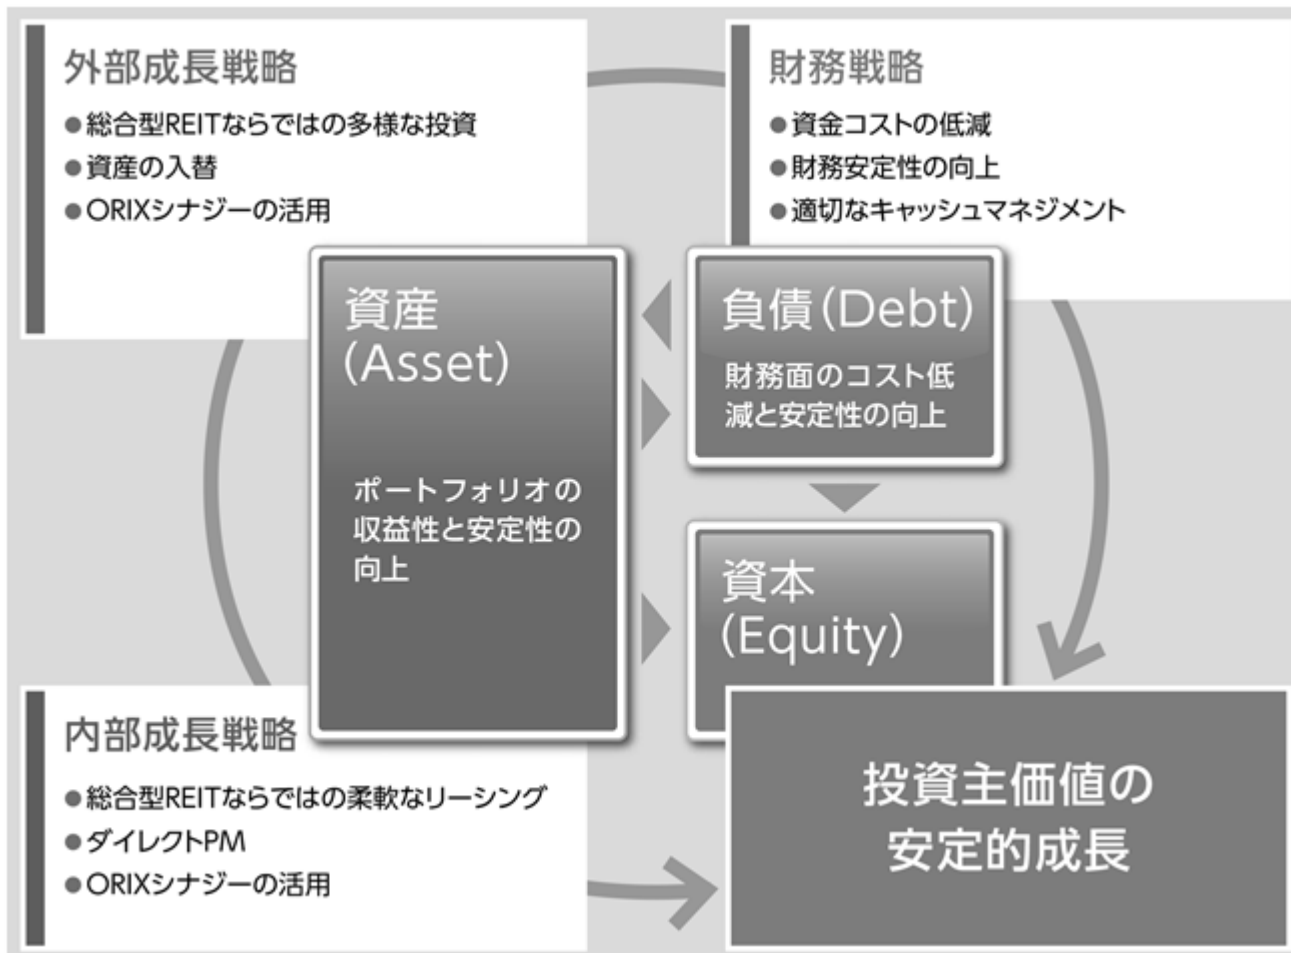 外部成長戦略
●総合型REITならではの多様な投資
●資産の入替
●ORIXシナジーの活用
財務戦略
●資金コストの低減
●財務安定性の向上
●適切なキャッシュマネジメント
資産
(Asset)
ポートフォリオの
収益性と安定性の
向上
負債(Debt)
財務面のコスト低
減と安定性の向上
資本
(Equity)
内部成長戦略
●総合型REITならではの柔軟なリーシング
●ダイレクトPM
●ORIXシナジーの活用
投資主価値の
安定的成長